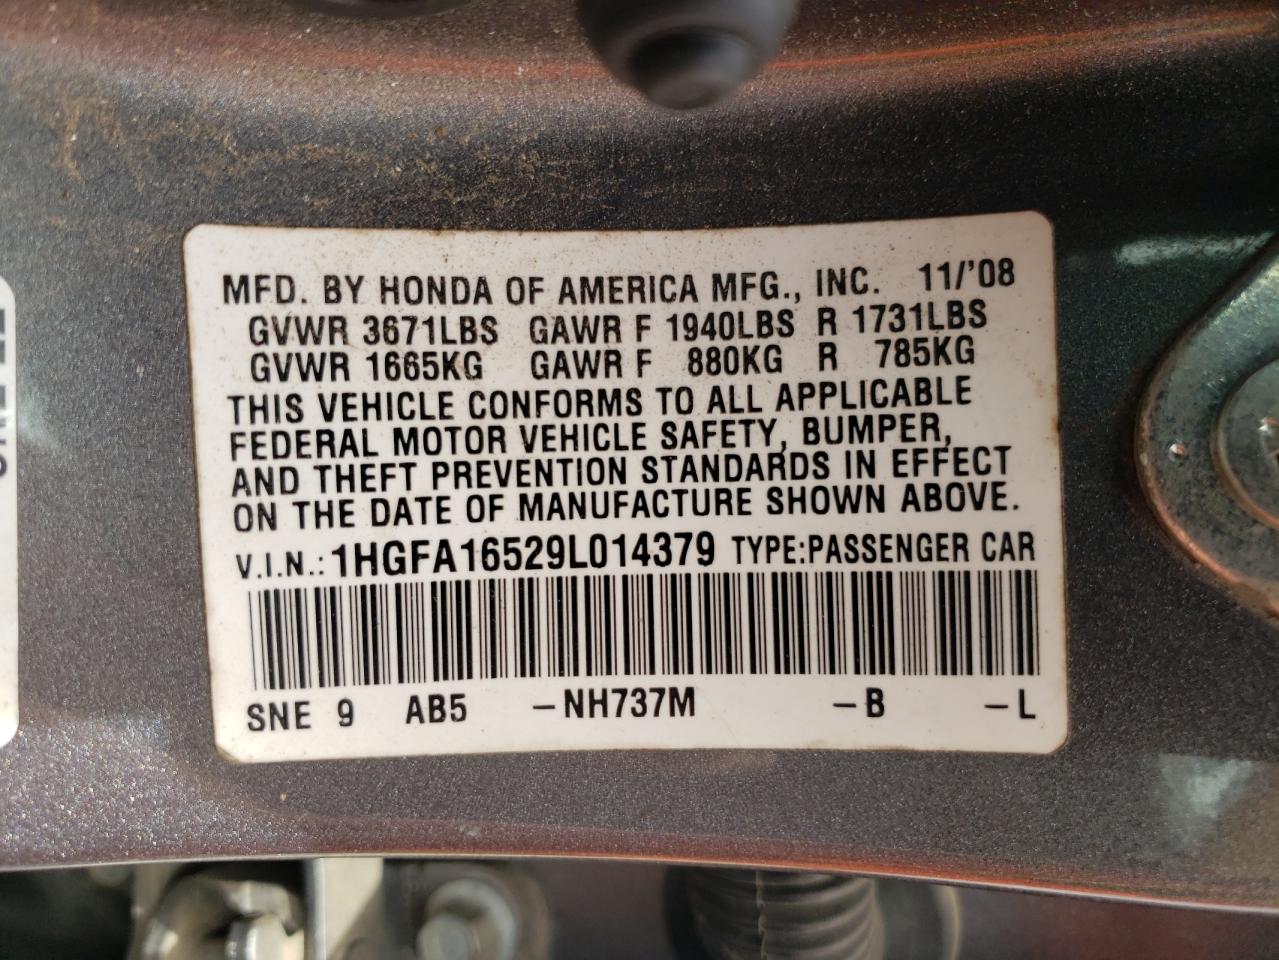 MFD. BY HONDA OF AMERICA MFG., INC. 11/'08
GVWR 3671LBS GAWR F 1940LBS R 1731LBS
GVWR 1665KG GAWR F 880KG R 785KG
THIS VEHICLE CONFORMS TO ALL APPLICABLE
FEDERAL MOTOR VEHICLE SAFETY, BUMPER,
AND THEFT PREVENTION STANDARDS IN EFFECT
ON THE DATE OF MANUFACTURE SHOWN ABOVE.
V.I.N.: 1HGFA16529L014379 TYPE:PASSENGER CAR
SNE 9 AB5 -NH737M -B -L